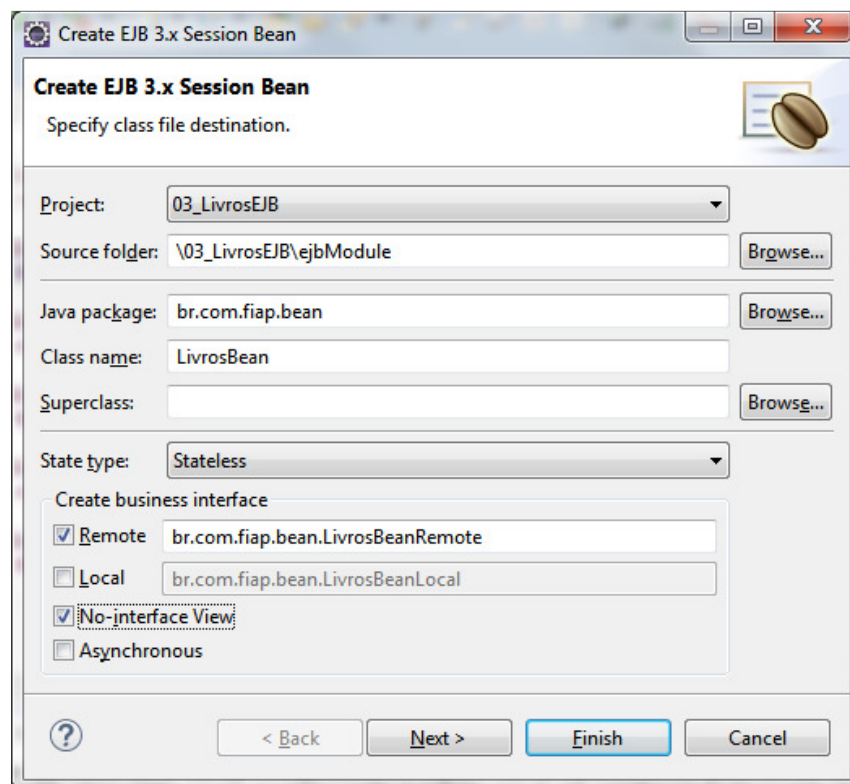 Create EJB 3.x Session Bean
Create EJB 3.x Session Bean
Specify class file destination.
Project: 03_LivrosEJB
Source folder: \03_LivrosEJB\ejbModule Browse...
Java package: br.com.fiap.bean Browse...
Class name: LivrosBean
Superclass: Browse...
State type: Stateless
Create business interface
Remote br.com.fiap.bean.LivrosBeanRemote
Local br.com.fiap.bean.LivrosBeanLocal
No-interface View
Asynchronous
? < Back Next > Finish Cancel